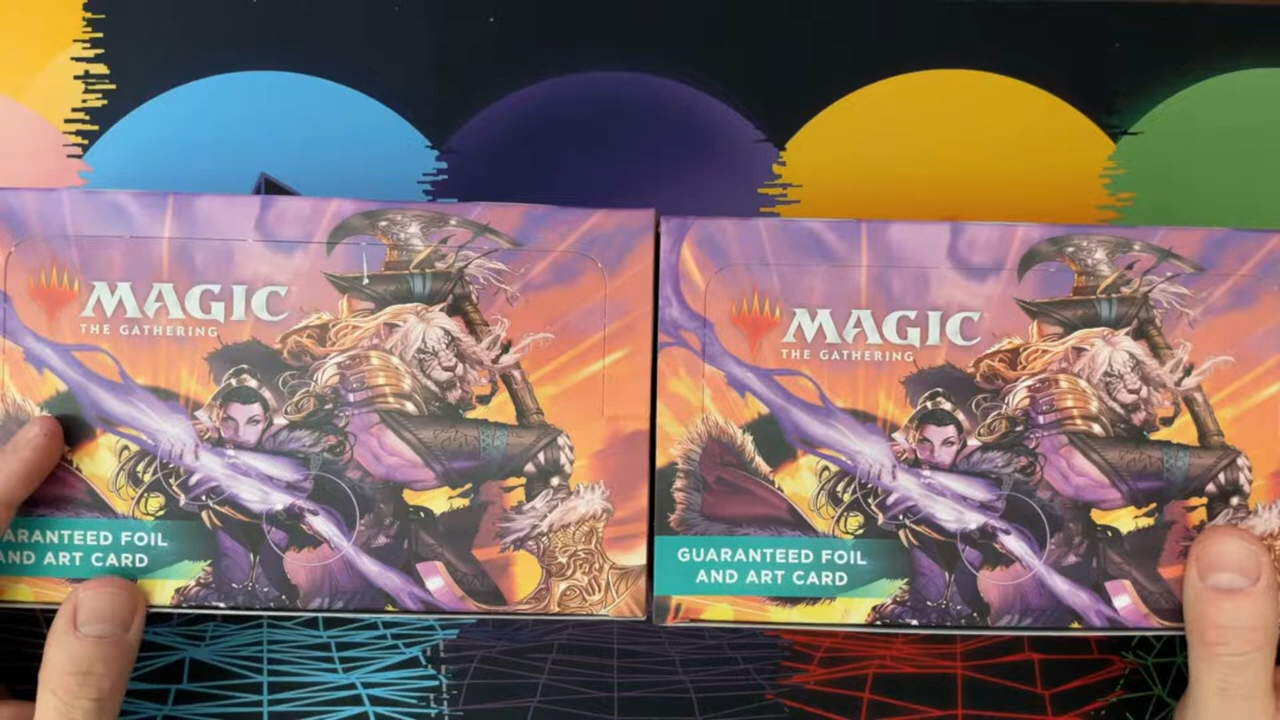 MAGIC
THE GATHERING
ARANTEED FOIL
AND ART CARD
MAGIC
THE GATHERING
GUARANTEED FOIL
AND ART CARD